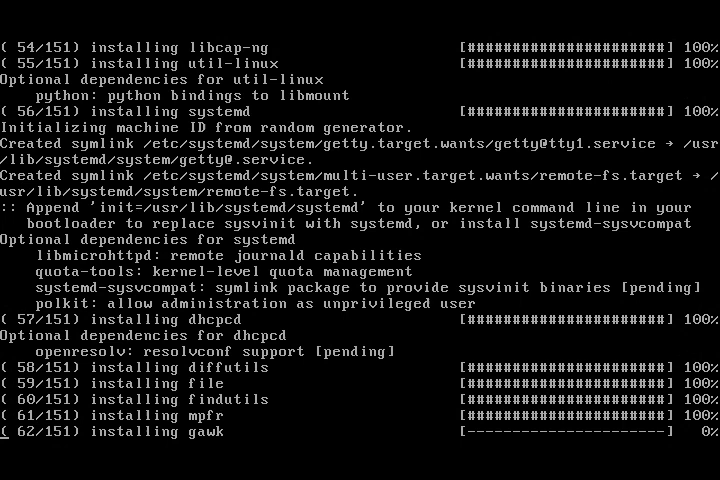 ( 54/151) installing libcap-ng                     [######################] 100%
( 55/151) installing util-linux                    [######################] 100%
Optional dependencies for util-linux
    python: python bindings to libmount
( 56/151) installing systemd                       [######################] 100%
Initializing machine ID from random generator.
Created symlink /etc/systemd/system/getty.target.wants/getty@tty1.service → /usr
/lib/systemd/system/getty@.service.
Created symlink /etc/systemd/system/multi-user.target.wants/remote-fs.target → /
usr/lib/systemd/system/remote-fs.target.
:: Append 'init=/usr/lib/systemd/systemd' to your kernel command line in your
   bootloader to replace sysvinit with systemd, or install systemd-sysvcompat
Optional dependencies for systemd
    libmicrohttpd: remote journald capabilities
    quota-tools: kernel-level quota management
    systemd-sysvcompat: symlink package to provide sysvinit binaries [pending]
    polkit: allow administration as unprivileged user
( 57/151) installing dhcpcd                        [######################] 100%
Optional dependencies for dhcpcd
    openresolv: resolvconf support [pending]
( 58/151) installing diffutils                     [######################] 100%
( 59/151) installing file                          [######################] 100%
( 60/151) installing findutils                     [######################] 100%
( 61/151) installing mpfr                          [######################] 100%
( 62/151) installing gawk                          [----------------------]   0%